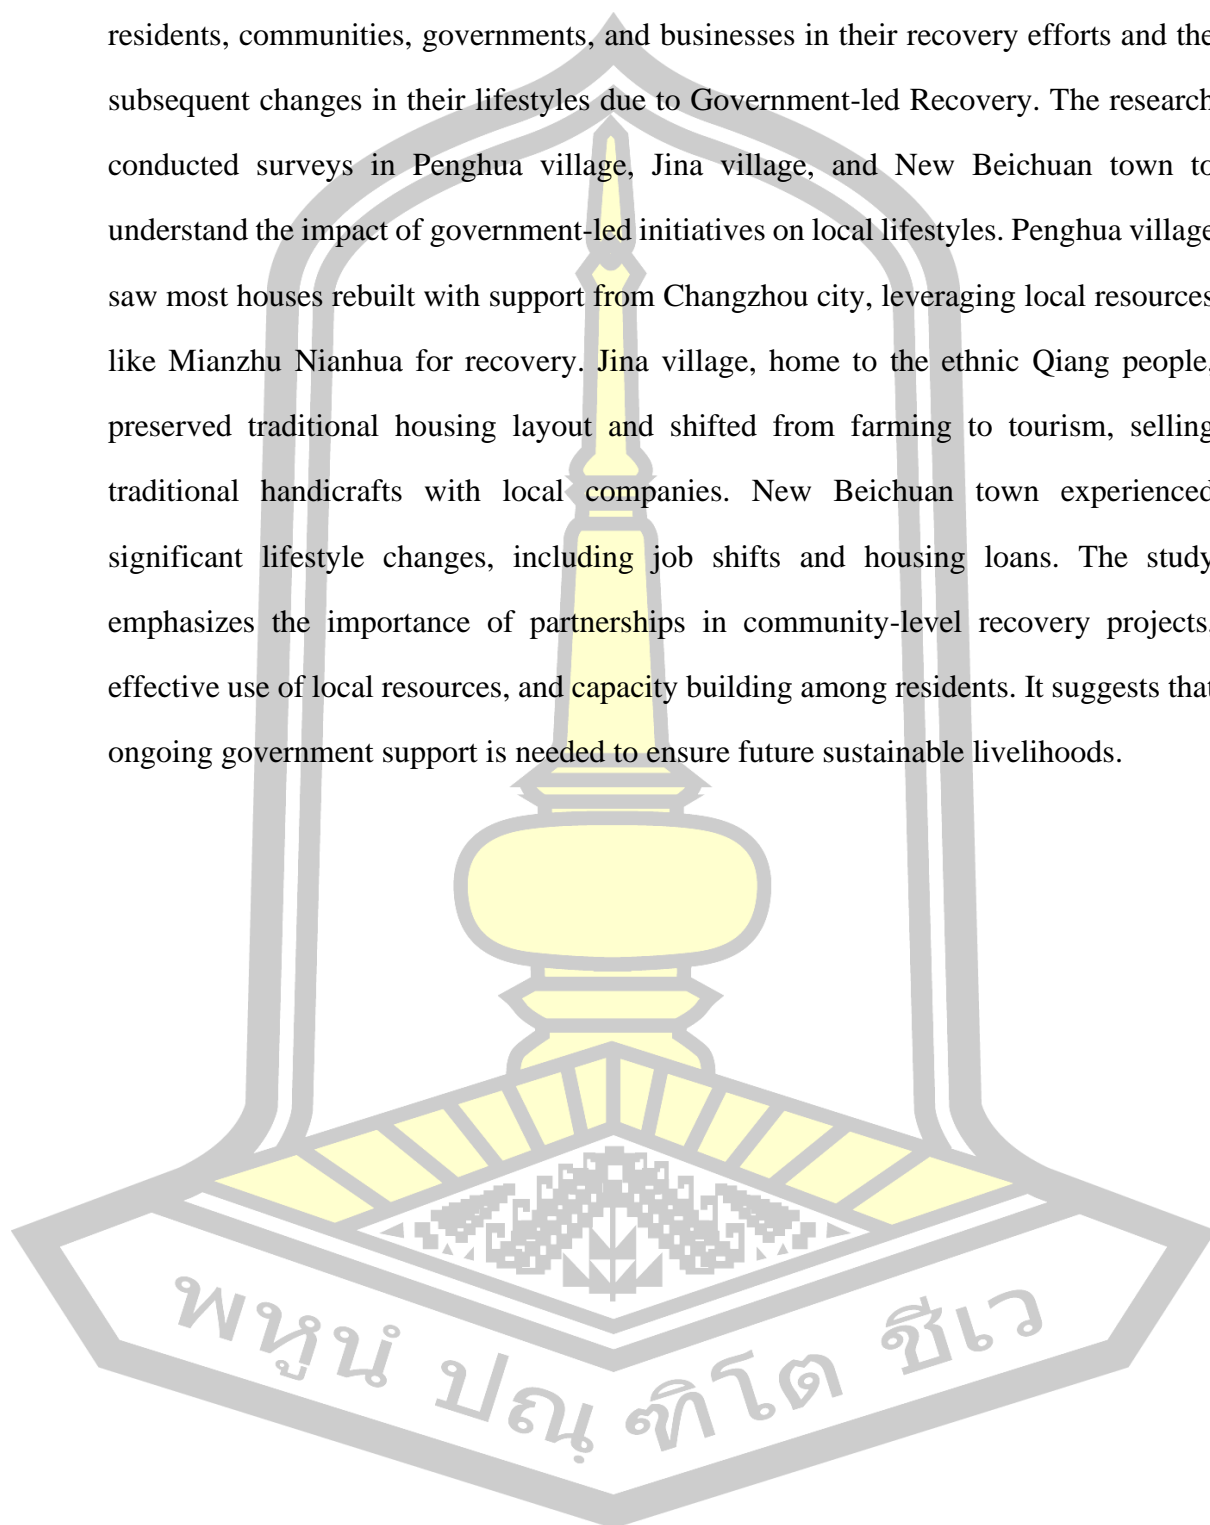 residents, communities, governments, and businesses in their recovery efforts and the
subsequent changes in their lifestyles due to Government-led Recovery. The research
conducted surveys in Penghua village, Jina village, and New Beichuan town to
understand the impact of government-led initiatives on local lifestyles. Penghua village
saw most houses rebuilt with support from Changzhou city, leveraging local resources
like Mianzhu Nianhua for recovery. Jina village, home to the ethnic Qiang people,
preserved traditional housing layout and shifted from farming to tourism, selling
traditional handicrafts with local companies. New Beichuan town experienced
significant lifestyle changes, including job shifts and housing loans. The study
emphasizes the importance of partnerships in community-level recovery projects,
effective use of local resources, and capacity building among residents. It suggests that
ongoing government support is needed to ensure future sustainable livelihoods.
พหูนํ ปณฺฑิโต ชีเว